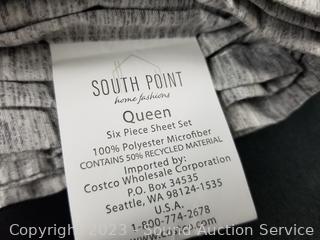 SOUTH POINT
home fashions
Queen
Six Piece Sheet Set
100% Polyester Microfiber
CONTAINS 50% RECYCLED MATERIAL
Imported by:
Costco Wholesale Corporation
P.O. Box 34535
Seattle, WA 98124-1535
U.S.A.
1-800-774-2678
Copyright © 2023 - Sound Auction Service